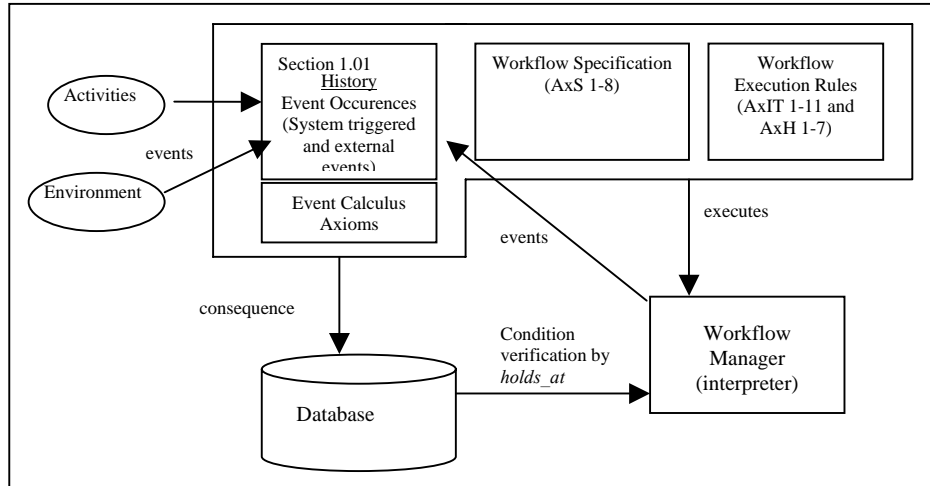 Section 1.01
History
Event Occurences
(System triggered
and external
events)
Workflow Specification
(AxS 1-8)
Workflow
Execution Rules
(AxIT 1-11 and
AxH 1-7)
Activities
events
Environment
Event Calculus
Axioms
executes
events
consequence
Condition
verification by
holds_at
Workflow
Manager
(interpreter)
Database